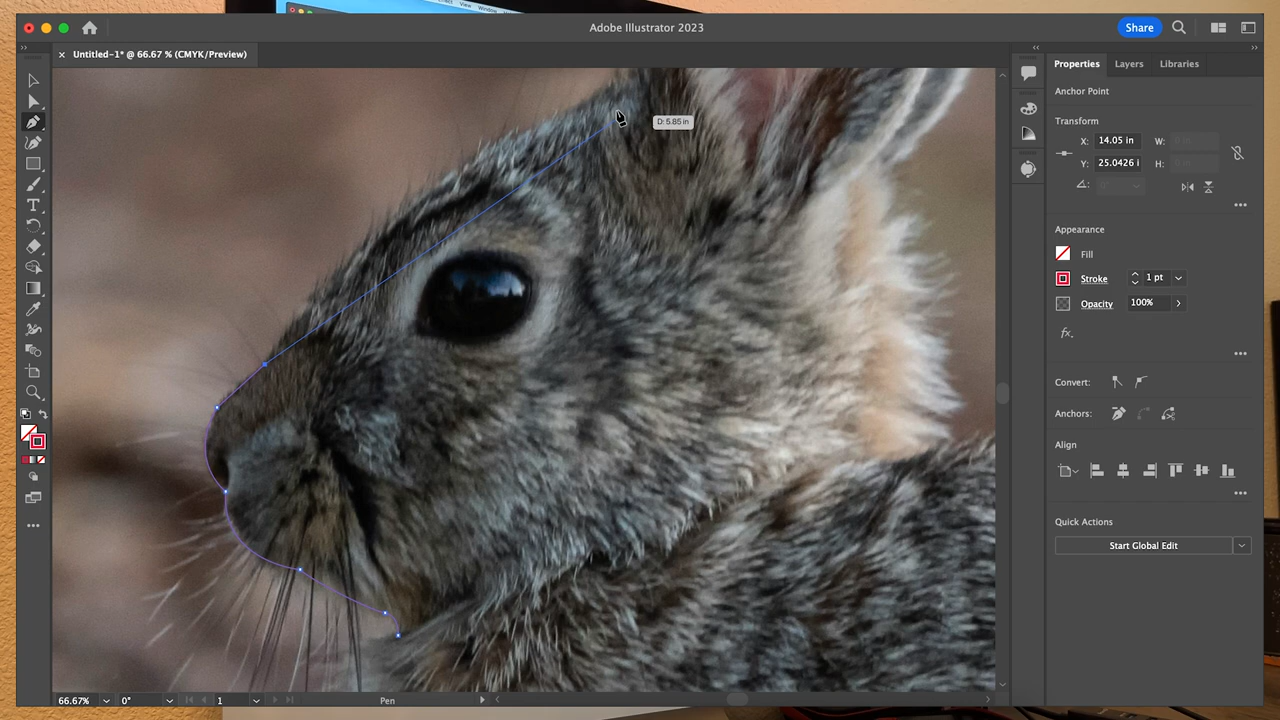 View
Window
Adobe Illustrator 2023
Share
Untitled-1* @ 66.67 % (CMYK/Preview)
Properties
Layers
Libraries
Anchor Point
Transform
X:
14.05 in
W:
Y:
25.0426 i
H:
D: 5.85 in
Appearance
Fill
Stroke
1 pt
Opacity
100%
fx.
Convert:
Anchors:
Align
Quick Actions
Start Global Edit
66.67%
0°
1
Pen